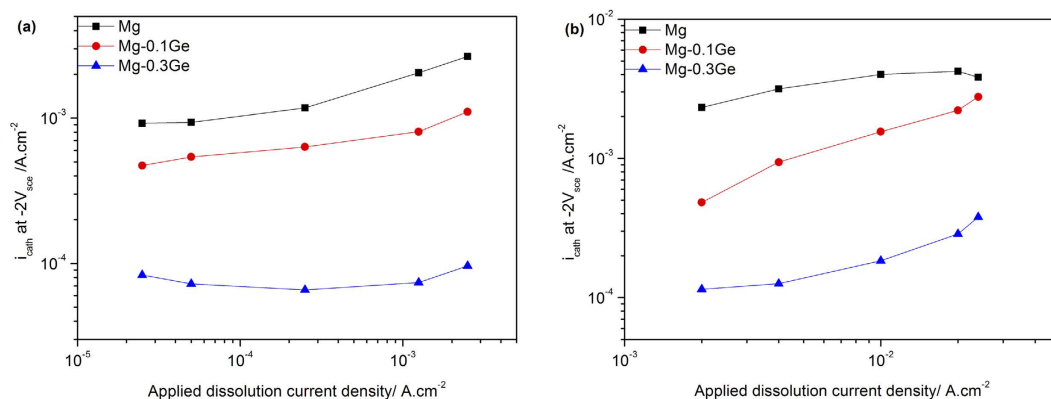 (a)
Mg
Mg-0.1Ge
Mg-0.3Ge
10⁻³
10⁻⁴
i_cath at -2V_sce /A.cm⁻²
10⁻⁵
10⁻⁴
10⁻³
Applied dissolution current density/ A.cm⁻²
(b)
Mg
Mg-0.1Ge
Mg-0.3Ge
10⁻²
10⁻³
10⁻⁴
i_cath at -2V_sce /A.cm⁻²
10⁻³
10⁻²
Applied dissolution current density/ A.cm⁻²